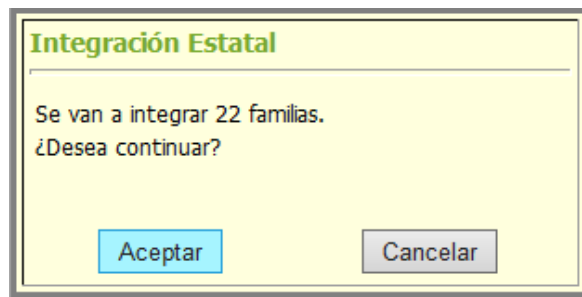 Integración Estatal
Se van a integrar 22 familias.
¿Desea continuar?
Aceptar Cancelar